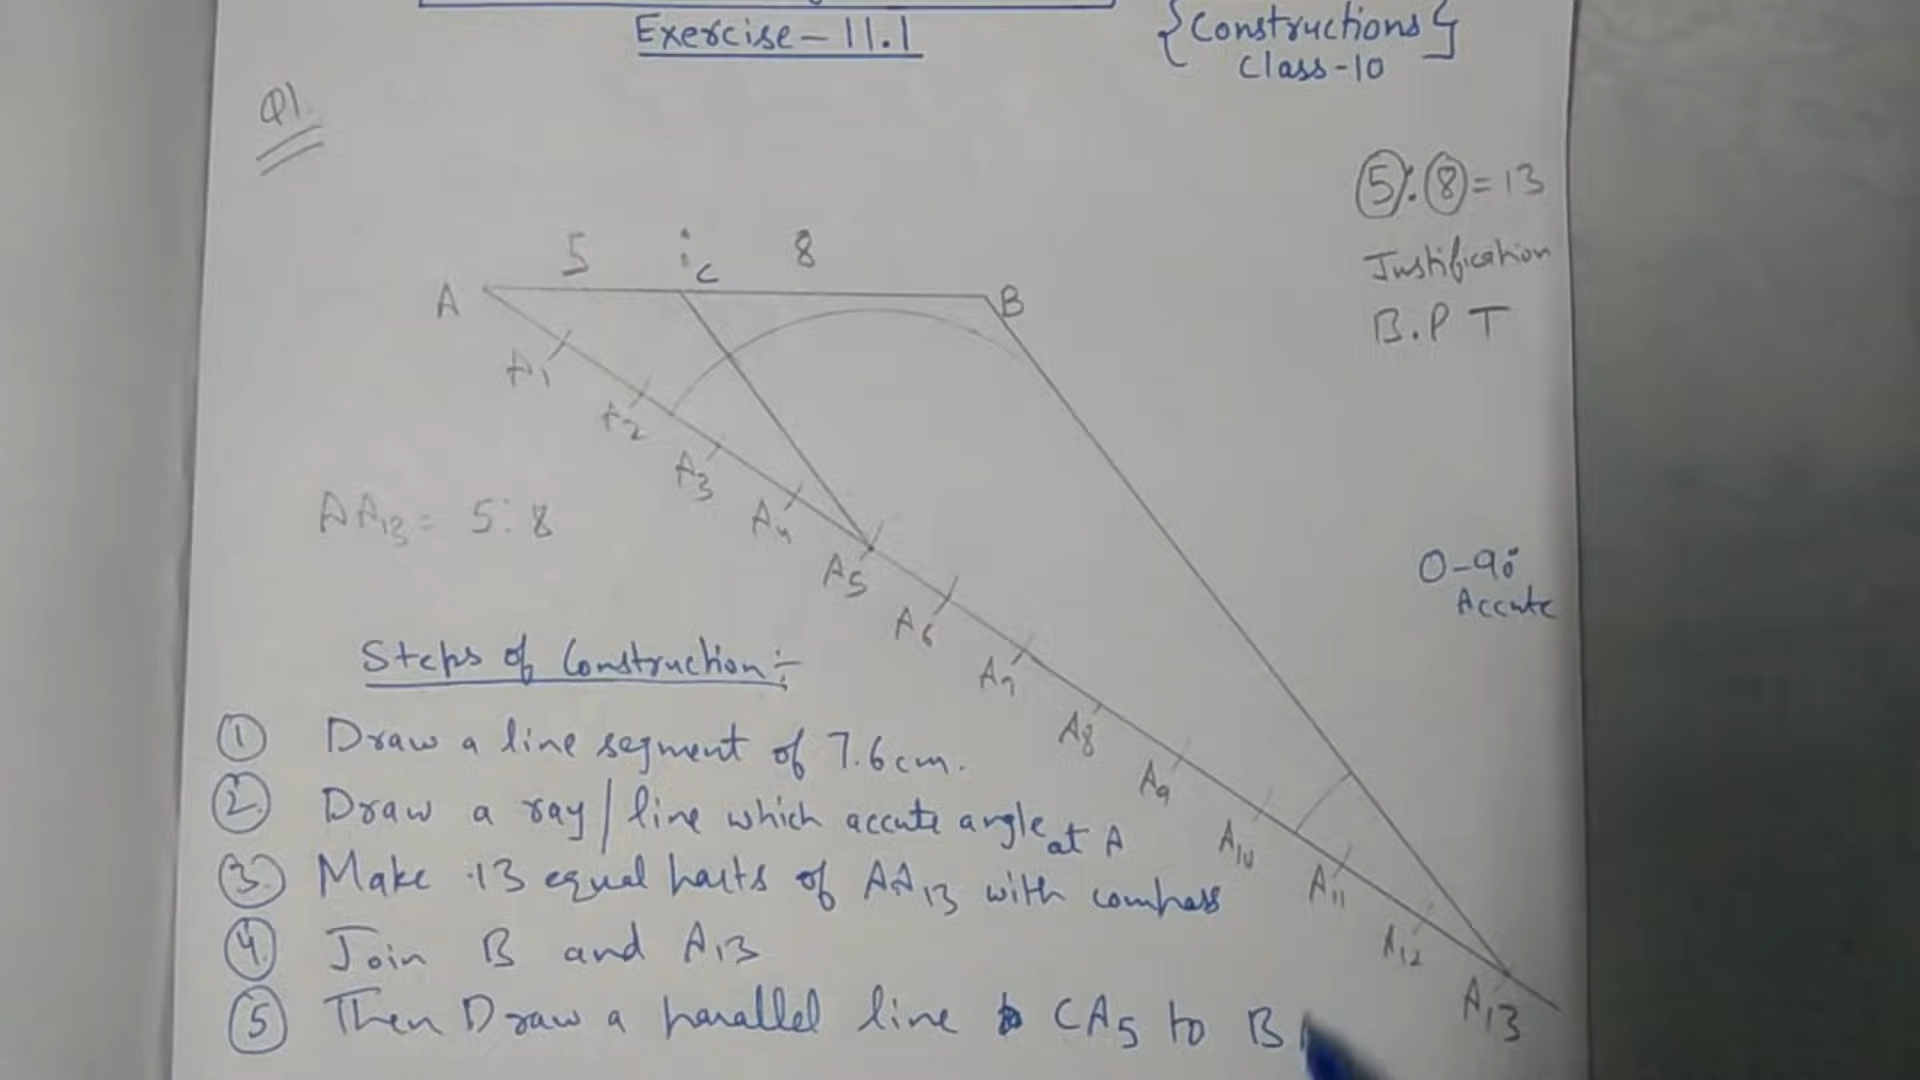 Exercise - 11.1
{Constructions}
Class-10
Q1.
5 : 8 = 13
Justification
B.P T
5 : 8
A C B
A1
A2
A3
A4
A5
A6
A7
A8
A9
A10
A11
A12
A13
AA13 = 5:8
0-90°
Accute
Steps of Construction:-
1 Draw a line segment of 7.6cm.
2. Draw a ray/line which accute angle at A
3. Make 13 equal parts of AA13 with compass
4. Join B and A13
5 Then Draw a parallel line CA5 to B